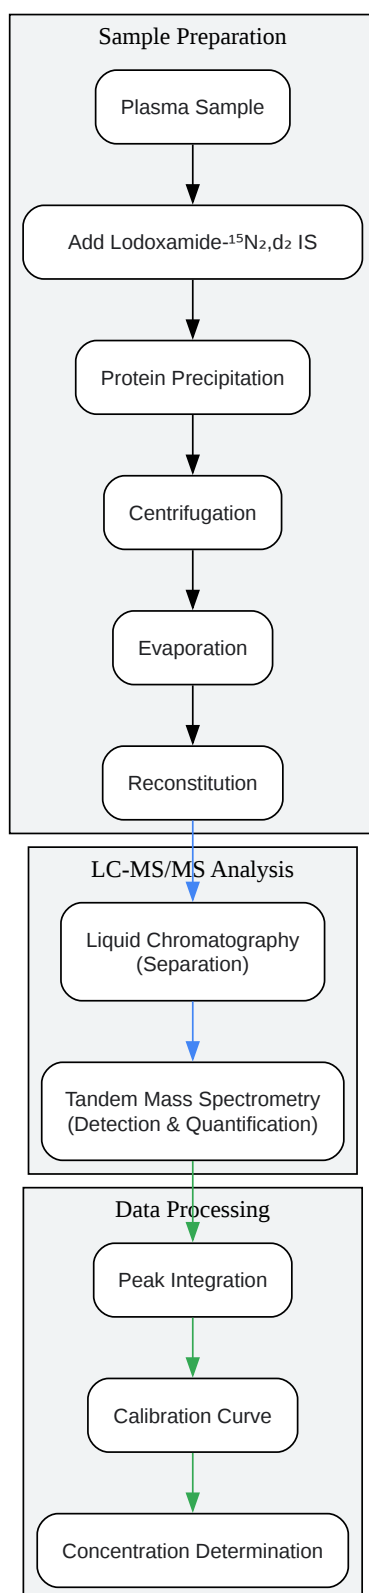 Sample Preparation
Plasma Sample
Add Lodoxamide-¹⁵N₂,d₂ IS
Protein Precipitation
Centrifugation
Evaporation
Reconstitution
LC-MS/MS Analysis
Liquid Chromatography
(Separation)
Tandem Mass Spectrometry
(Detection & Quantification)
Data Processing
Peak Integration
Calibration Curve
Concentration Determination